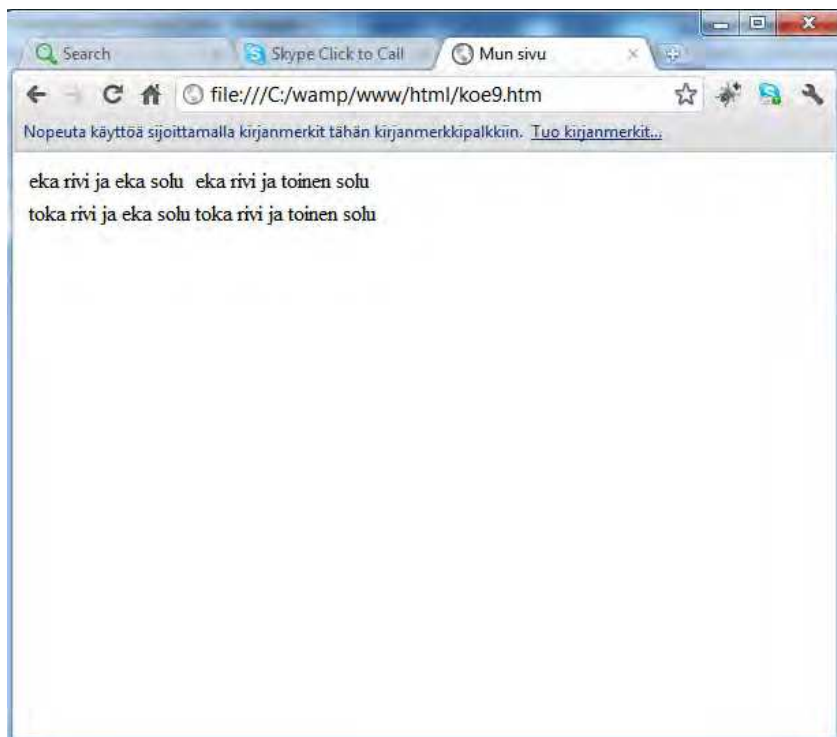 Search Skype Click to Call Mun sivu
file:///C:/wamp/www/html/koe9.htm
Nopeuta käyttöä sijoittamalla kirjanmerkit tähän kirjanmerkkipalkkiin. Tuo kirjanmerkit...
eka rivi ja eka solu eka rivi ja toinen solu
toka rivi ja eka solu toka rivi ja toinen solu